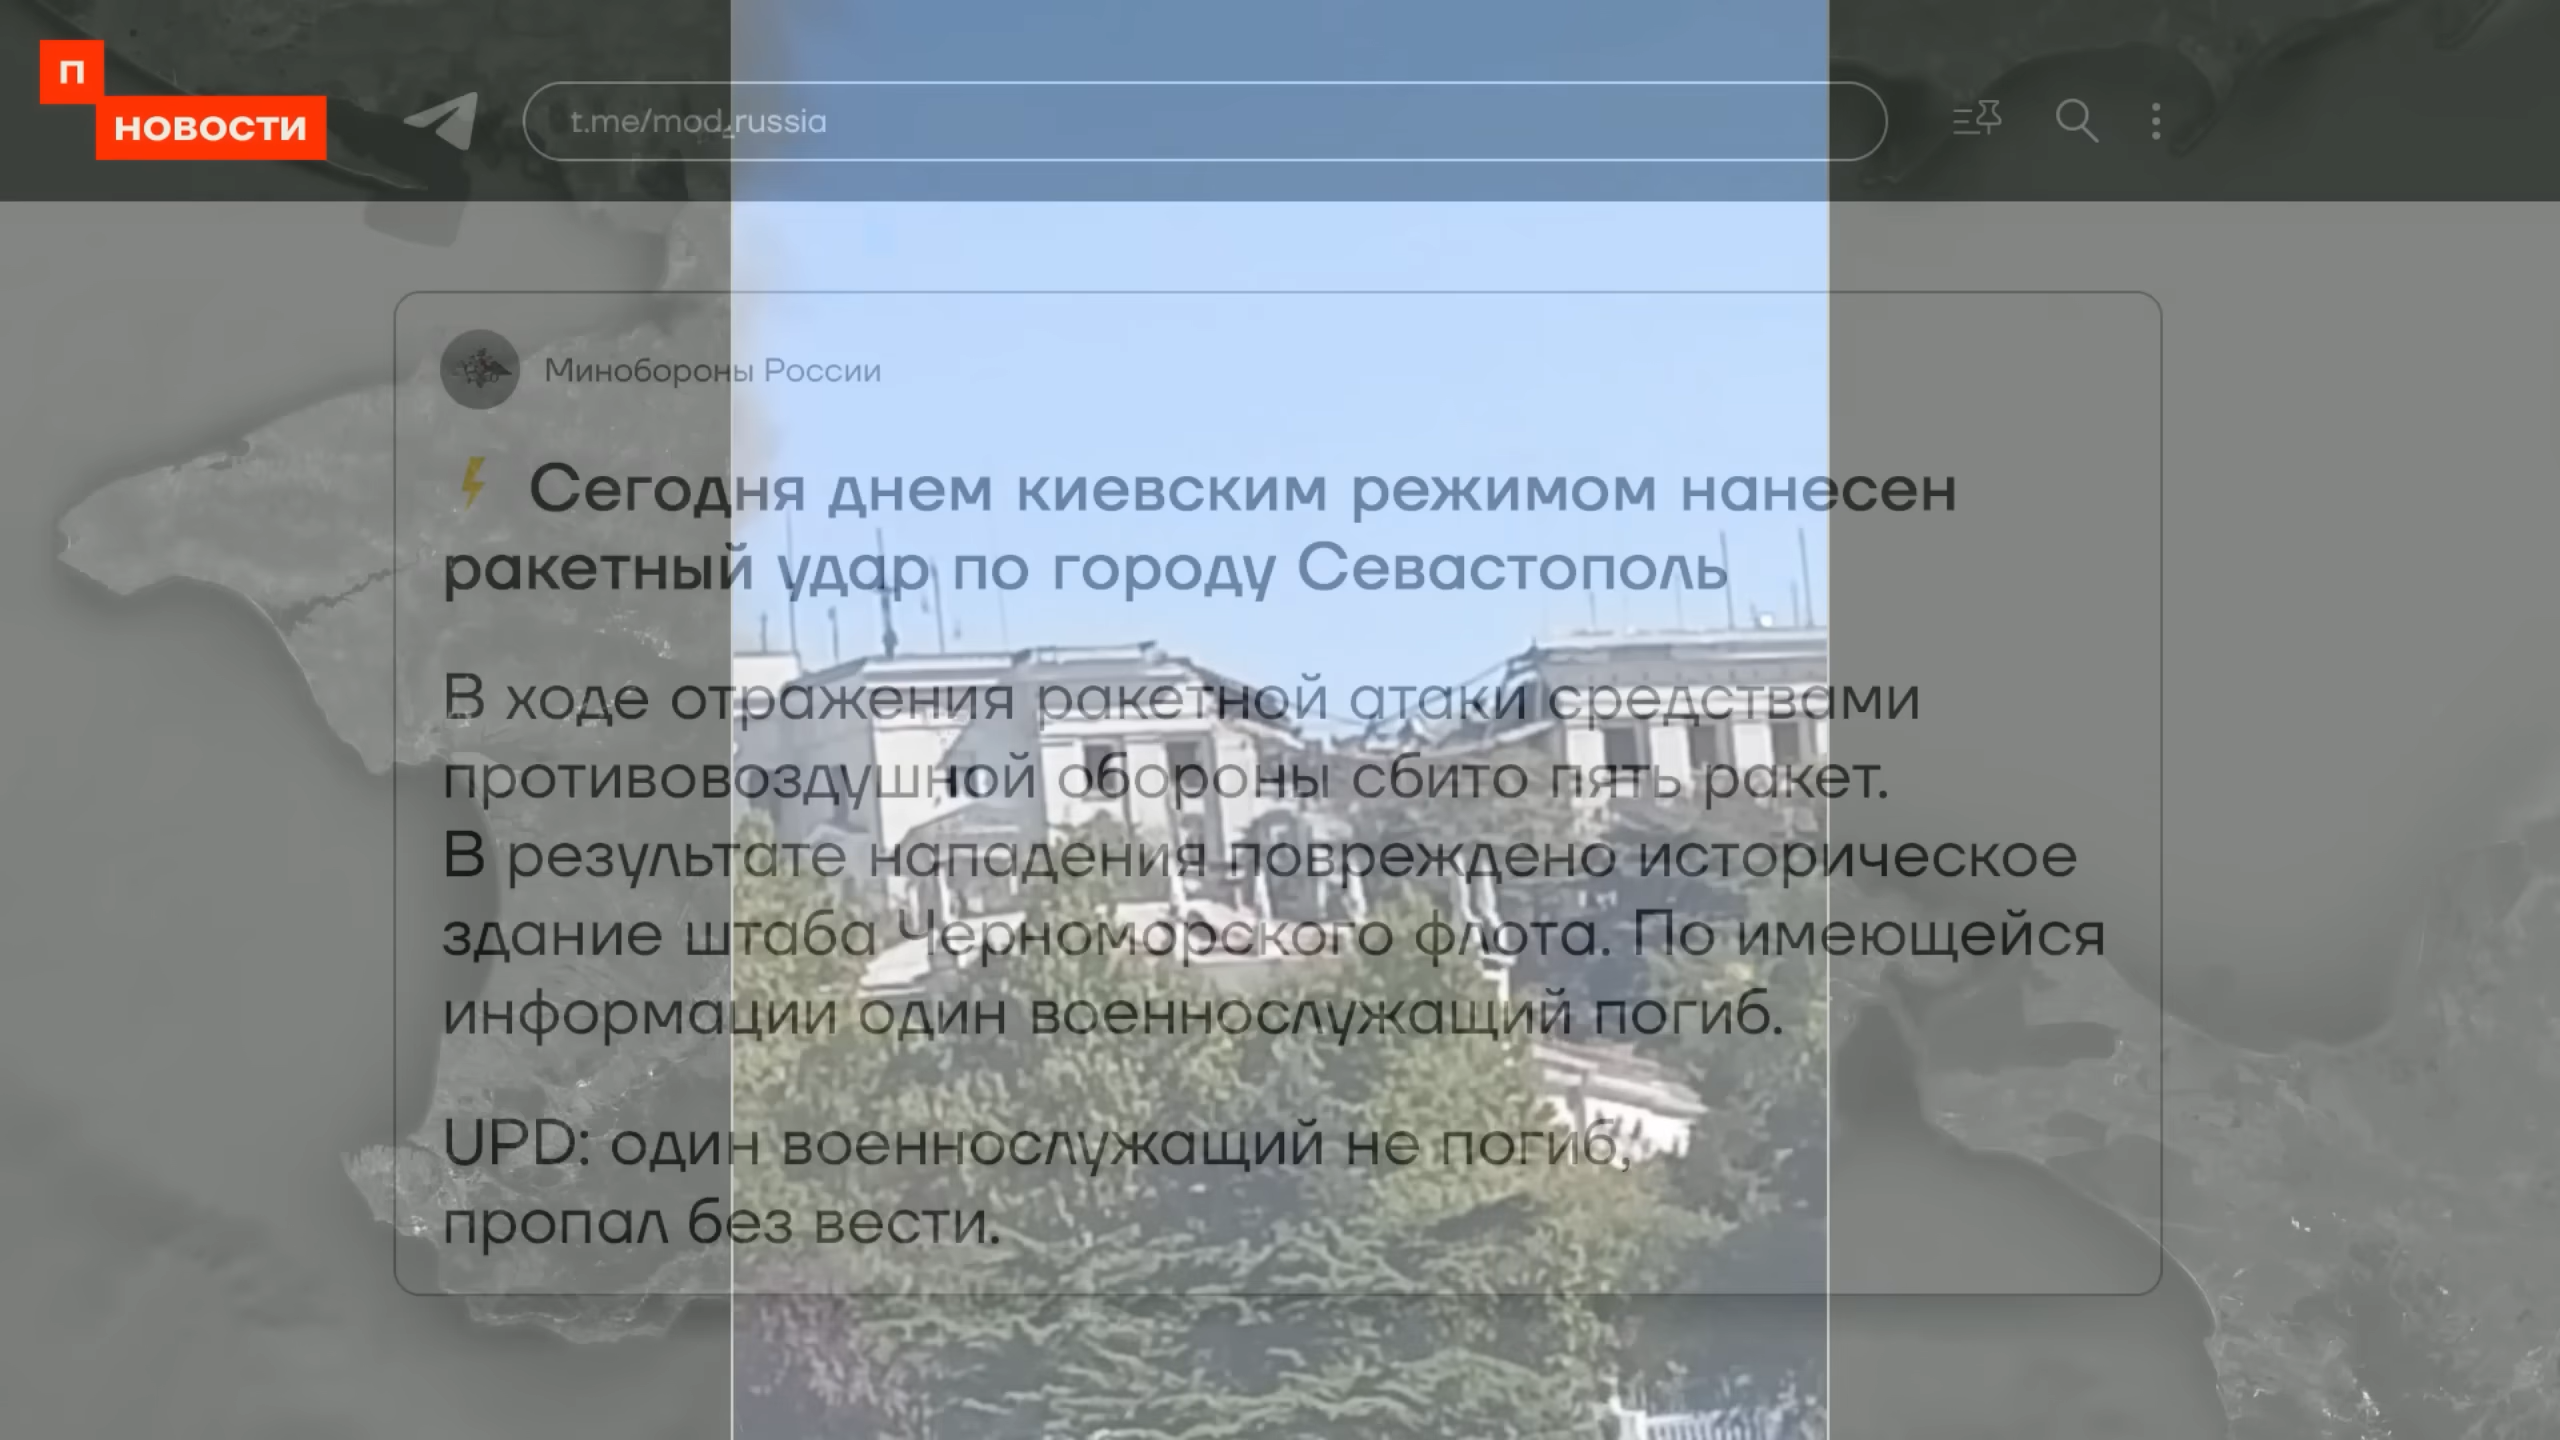 П
НОВОСТИ
t.me/mod_russia
Минобороны России
Сегодня днем киевским режимом нанесен
ракетный удар по городу Севастополь
В ходе отражения ракетной атаки средствами
противовоздушной обороны сбито пять ракет.
В результате нападения повреждено историческое
здание штаба Черноморского флота. По имеющейся
информации один военнослужащий погиб.
UPD: один военнослужащий не погиб,
пропал без вести.